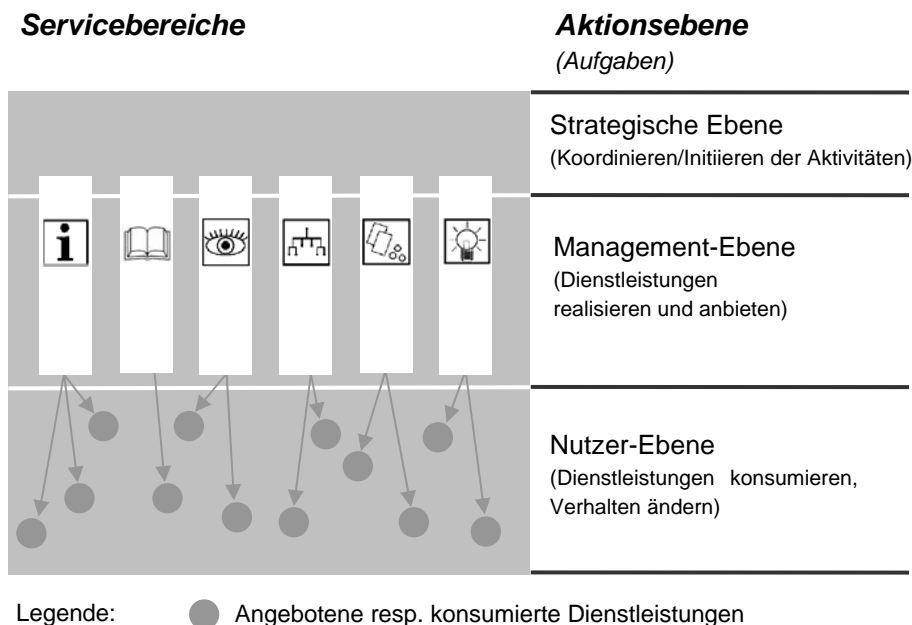 Servicebereiche
Aktionsebene
(Aufgaben)
Strategische Ebene
(Koordinieren/Initiieren der Aktivitäten)
i
Management-Ebene
(Dienstleistungen
realisieren und anbieten)
Nutzer-Ebene
(Dienstleistungen konsumieren,
Verhalten ändern)
Legende:
Angebotene resp. konsumierte Dienstleistungen